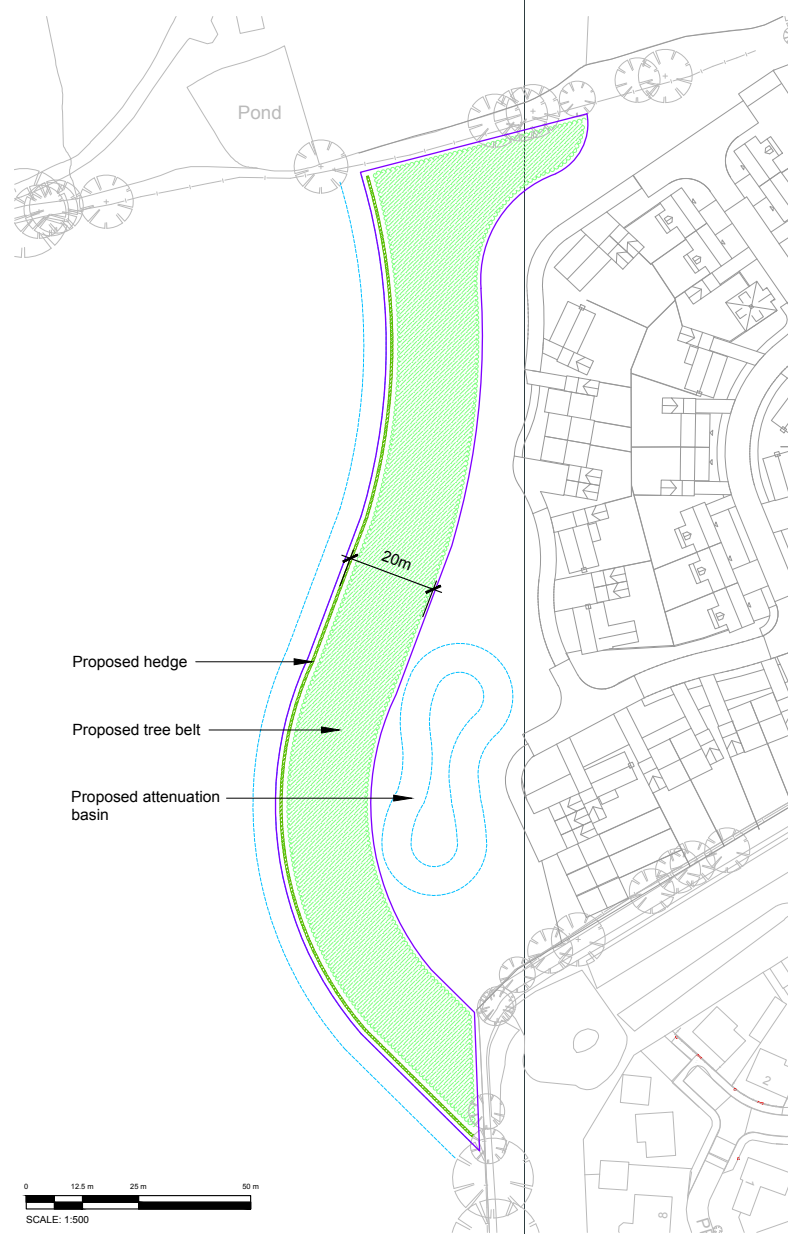 Pond
20m
Proposed hedge
Proposed tree belt
Proposed attenuation
basin
2
1
8
0 12.5 m 25 m 50 m
SCALE: 1:500